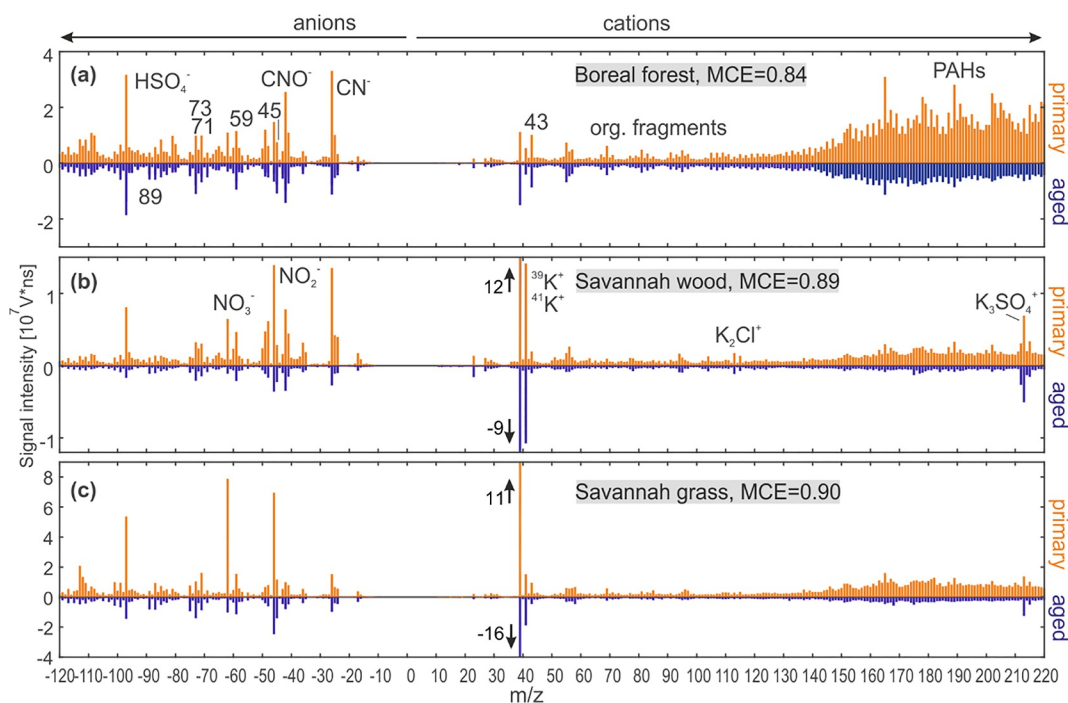 anions cations
4
2
0
-2
(a)
HSO₄⁻
CNO⁻
CN⁻
73
71
59
45
89
43
org. fragments
Boreal forest, MCE=0.84
PAHs
primary
aged
Signal intensity [10⁷V*ns]
1
0
-1
(b)
NO₃⁻
NO₂⁻
12
³⁹K⁺
⁴¹K⁺
Savannah wood, MCE=0.89
K₂Cl⁺
K₃SO₄⁺
-9
primary
aged
8
6
4
2
0
-2
-4
(c)
11
Savannah grass, MCE=0.90
-16
primary
aged
-120 -110 -100 -90 -80 -70 -60 -50 -40 -30 -20 -10 0 10 20 30 40 50 60 70 80 90 100 110 120 130 140 150 160 170 180 190 200 210 220
m/z